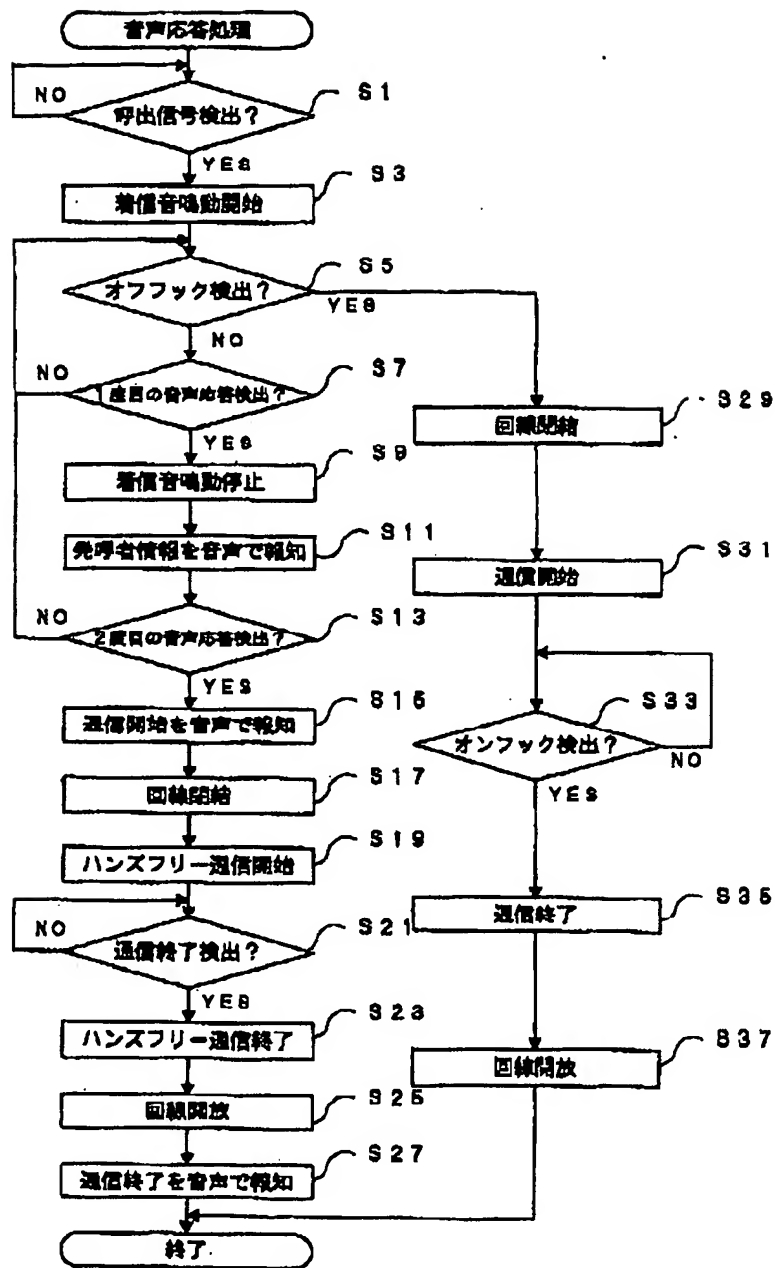 音声応答処理
NO
呼出信号検出？
S1
YES
着信音鳴動開始
S3
オフフック検出？
S5
YES
NO
NO
1度目の音声応答検出？
S7
YES
着信音鳴動停止
S9
発呼者情報を音声で報知
S11
NO
2度目の音声応答検出？
S13
YES
通信開始を音声で報知
S15
回線閉結
S17
ハンズフリー通信開始
S19
NO
通信終了検出？
S21
YES
ハンズフリー通信終了
S23
回線開放
S25
通信終了を音声で報知
S27
終了
回線閉結
S29
通信開始
S31
オンフック検出？
S33
NO
YES
通信終了
S35
回線開放
S37